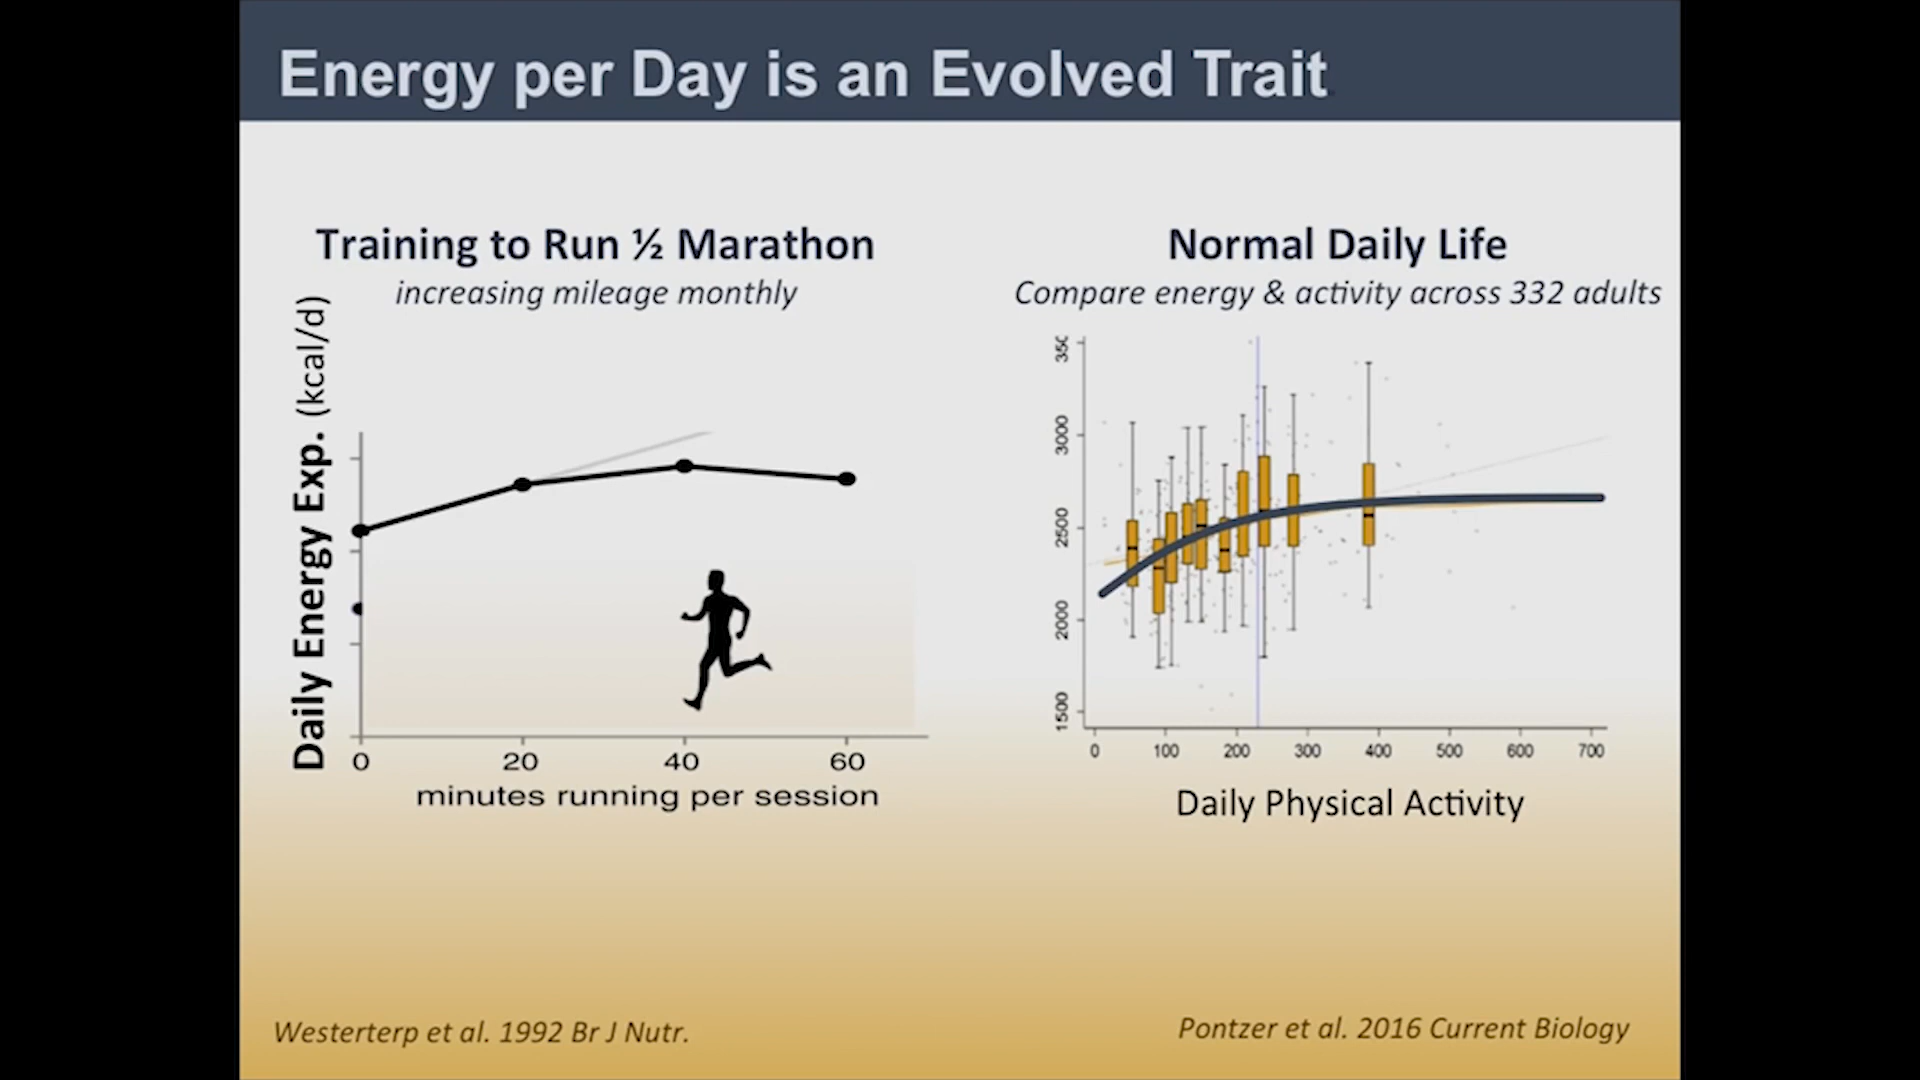 Energy per Day is an Evolved Trait
Training to Run ½ Marathon
increasing mileage monthly
Daily Energy Exp. (kcal/d)
0 20 40 60
minutes running per session
Normal Daily Life
Compare energy & activity across 332 adults
3000
2500
2000
1500
0 100 200 300 400 500 600 700
Daily Physical Activity
Westerterp et al. 1992 Br J Nutr.
Pontzer et al. 2016 Current Biology